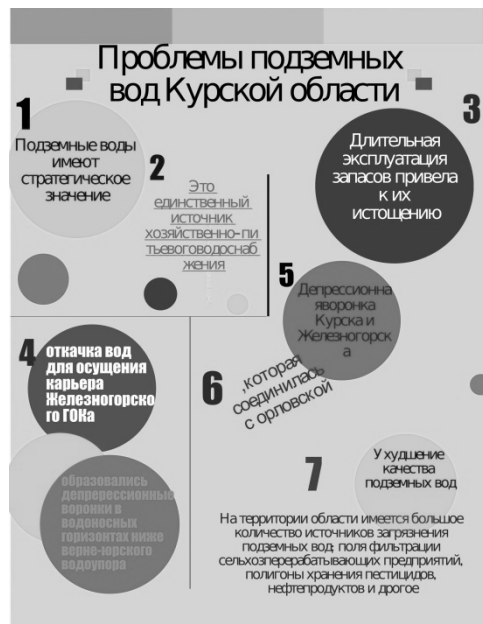 Проблемы подземных
вод Курской области
1
Подземные воды
имеют
стратегическое
значение
2
Это
единственный
источник
хозяйственно-пи
тьевоговодоснаб
жения
3
Длительная
эксплуатация
запасов привела
к их
истощению
4
откачка вод
для осущения
карьера
Железногорско
го ГОКа
образовались
депререссионные
воронки в
водоносных
горизонтах ниже
верне-юрского
водоупора
5
Депрессионна
яворонка
Курска и
Железногорск
а
6
,которая
соединилась
с орловской
7
Ухудшение
качества
подземных вод
На территории области имеется большое
количество источников загрязнения
подземных вод: поля фильтрации
сельхозперерабатывающих предприятий,
полигоны хранения пестицидов,
нефтепродуктов и дрогое